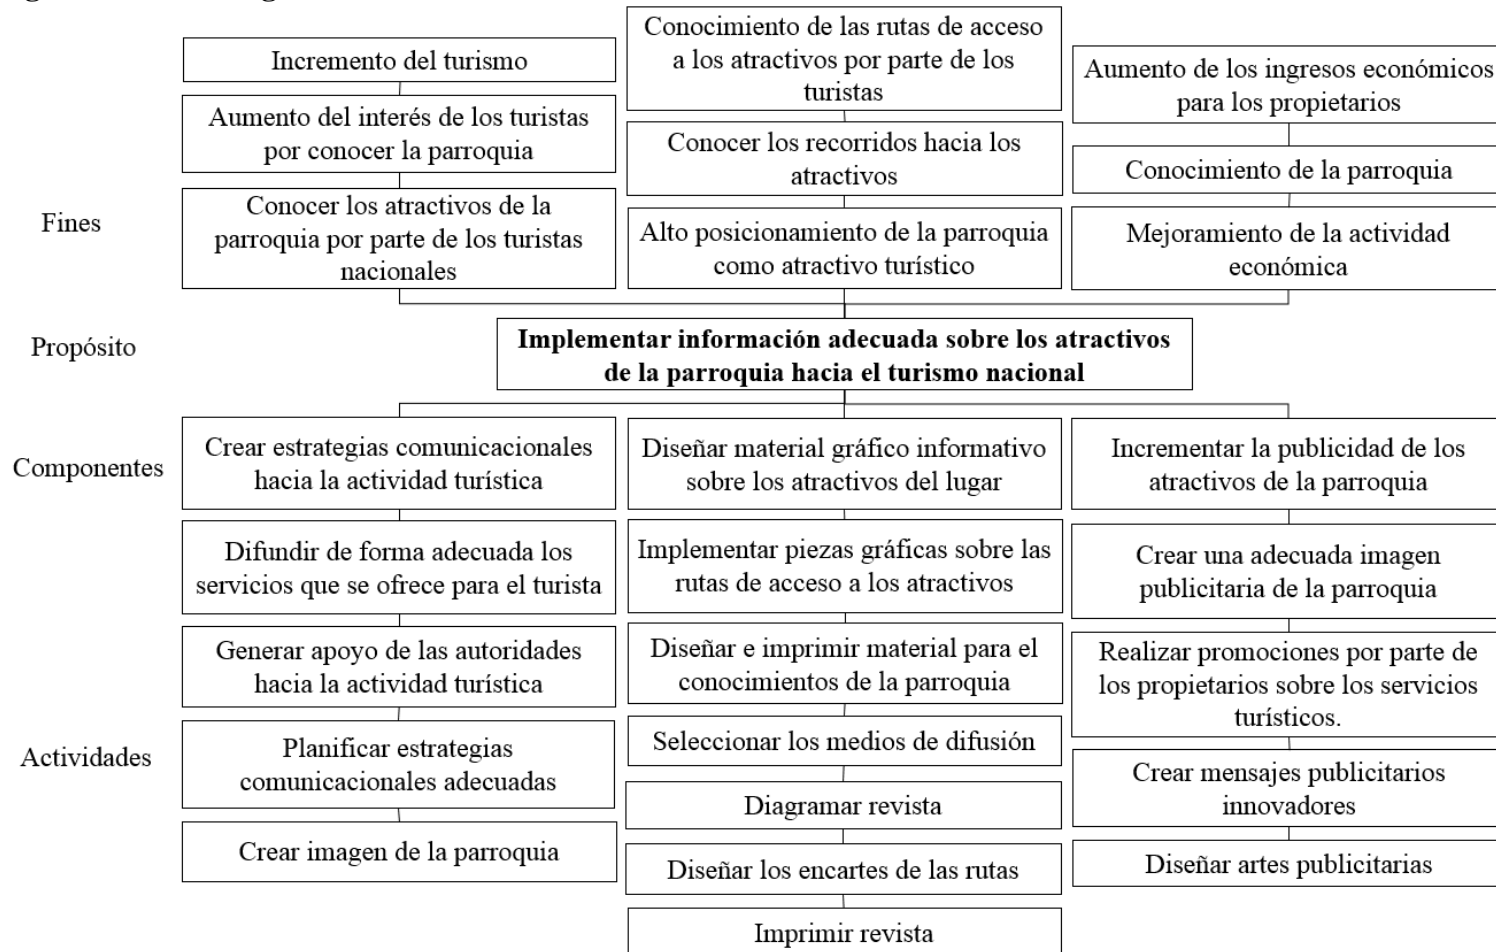 Incremento del turismo
Aumento del interés de los turistas
por conocer la parroquia
Conocer los atractivos de la
parroquia por parte de los turistas
nacionales
Conocimiento de las rutas de acceso
a los atractivos por parte de los
turistas
Conocer los recorridos hacia los
atractivos
Alto posicionamiento de la parroquia
como atractivo turístico
Aumento de los ingresos económicos
para los propietarios
Conocimiento de la parroquia
Mejoramiento de la actividad
económica
Fines
Propósito
Implementar información adecuada sobre los atractivos
de la parroquia hacia el turismo nacional
Componentes
Crear estrategias comunicacionales
hacia la actividad turística
Difundir de forma adecuada los
servicios que se ofrece para el turista
Generar apoyo de las autoridades
hacia la actividad turística
Planificar estrategias
comunicacionales adecuadas
Crear imagen de la parroquia
Diseñar material gráfico informativo
sobre los atractivos del lugar
Implementar piezas gráficas sobre las
rutas de acceso a los atractivos
Diseñar e imprimir material para el
conocimientos de la parroquia
Seleccionar los medios de difusión
Diagramar revista
Diseñar los encartes de las rutas
Imprimir revista
Incrementar la publicidad de los
atractivos de la parroquia
Crear una adecuada imagen
publicitaria de la parroquia
Realizar promociones por parte de
los propietarios sobre los servicios
turísticos.
Crear mensajes publicitarios
innovadores
Diseñar artes publicitarias
Actividades